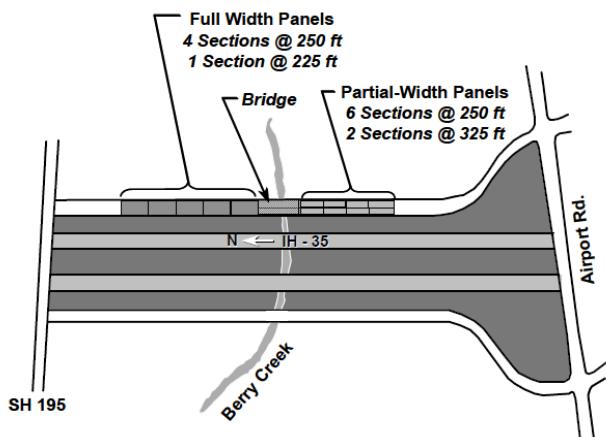 Full Width Panels
4 Sections @ 250 ft
1 Section @ 225 ft
Bridge
Partial-Width Panels
6 Sections @ 250 ft
2 Sections @ 325 ft
N
IH - 35
Airport Rd.
Berry Creek
SH 195